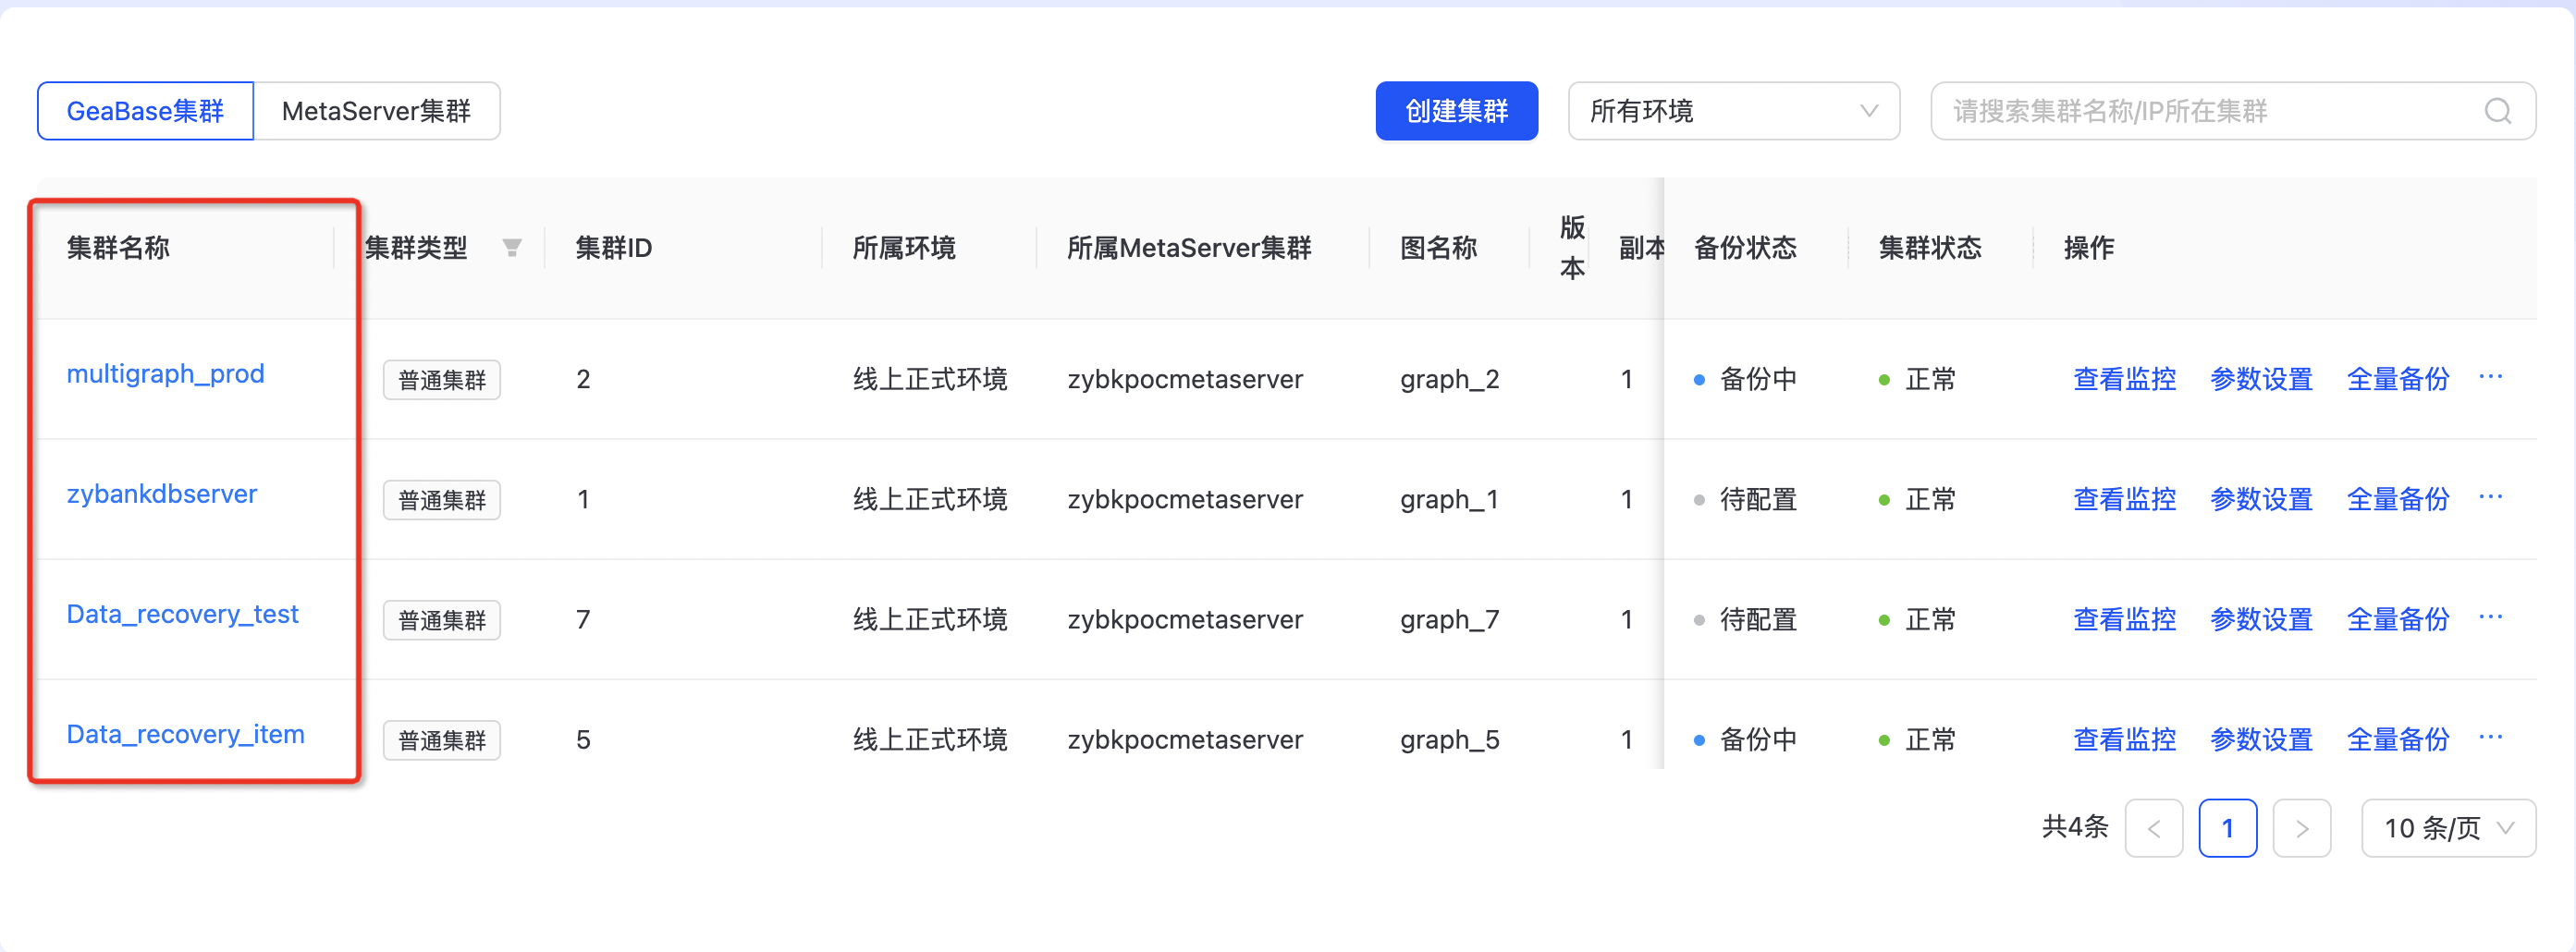 GeaBase集群 MetaServer集群 创建集群 所有环境 请搜索集群名称/IP所在集群
集群名称 集群类型 集群ID 所属环境 所属MetaServer集群 图名称 版本 副本 备份状态 集群状态 操作
multigraph_prod 普通集群 2 线上正式环境 zybkpocmetaserver graph_2 1 备份中 正常 查看监控 参数设置 全量备份 ···
zybankdbserver 普通集群 1 线上正式环境 zybkpocmetaserver graph_1 1 待配置 正常 查看监控 参数设置 全量备份 ···
Data_recovery_test 普通集群 7 线上正式环境 zybkpocmetaserver graph_7 1 待配置 正常 查看监控 参数设置 全量备份 ···
Data_recovery_item 普通集群 5 线上正式环境 zybkpocmetaserver graph_5 1 备份中 正常 查看监控 参数设置 全量备份 ···
共4条 < 1 > 10 条/页